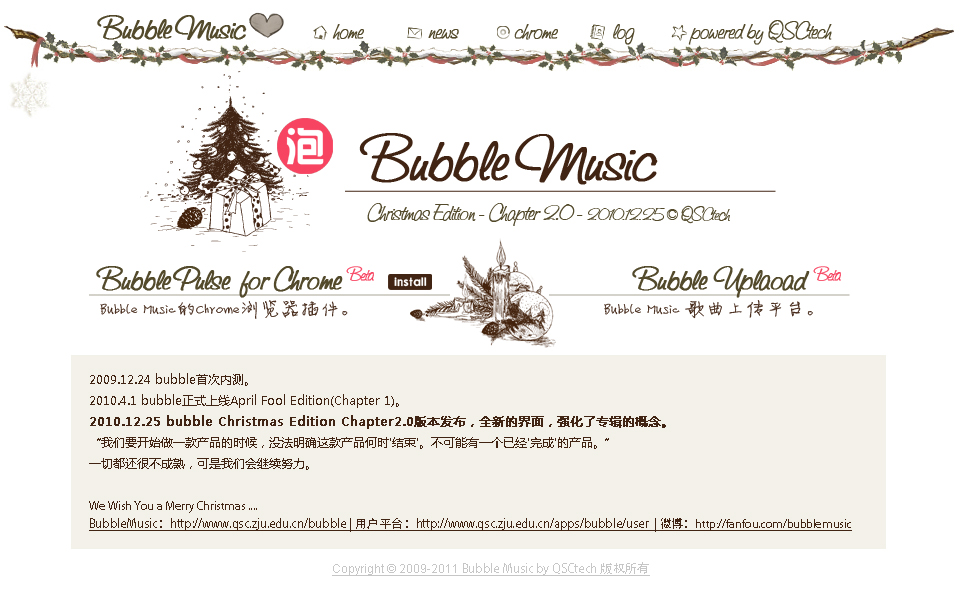 Bubble Music
home news chrome log powered by QSCtech
泡
Bubble Music
Christmas Edition - Chapter 2.0 - 2010.12.25 © QSCtech
Bubble Pulse for Chrome Beta Install
Bubble Uplaoad Beta
Bubble Music的Chrome浏览器插件。
Bubble Music 歌曲上传平台。
2009.12.24 bubble首次内测。
2010.4.1 bubble正式上线April Fool Edition(Chapter 1)。
2010.12.25 bubble Christmas Edition Chapter2.0版本发布，全新的界面，强化了专辑的概念。
“我们要开始做一款产品的时候，没法明确这款产品何时'结束'。不可能有一个已经'完成'的产品。”
一切都还很不成熟，可是我们会继续努力。
We Wish You a Merry Christmas ....
BubbleMusic：http://www.qsc.zju.edu.cn/bubble | 用户平台：http://www.qsc.zju.edu.cn/apps/bubble/user | 微博：http://fanfou.com/bubblemusic
Copyright © 2009-2011 Bubble Music by QSCtech 版权所有